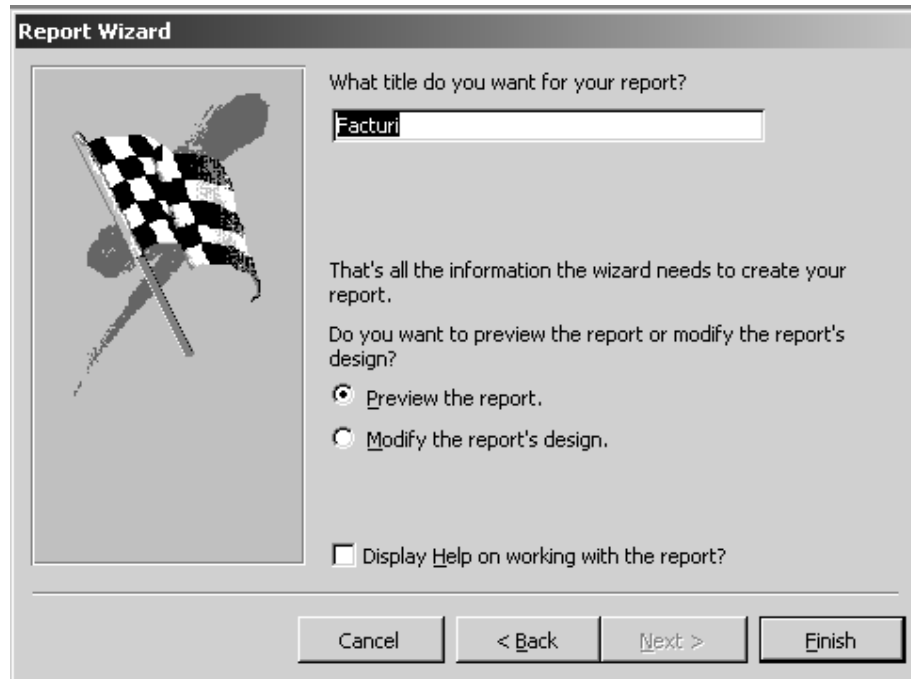 Report Wizard
What title do you want for your report?
Facturi
That's all the information the wizard needs to create your
report.
Do you want to preview the report or modify the report's
design?
Preview the report.
Modify the report's design.
Display Help on working with the report?
Cancel
< Back
Next >
Finish